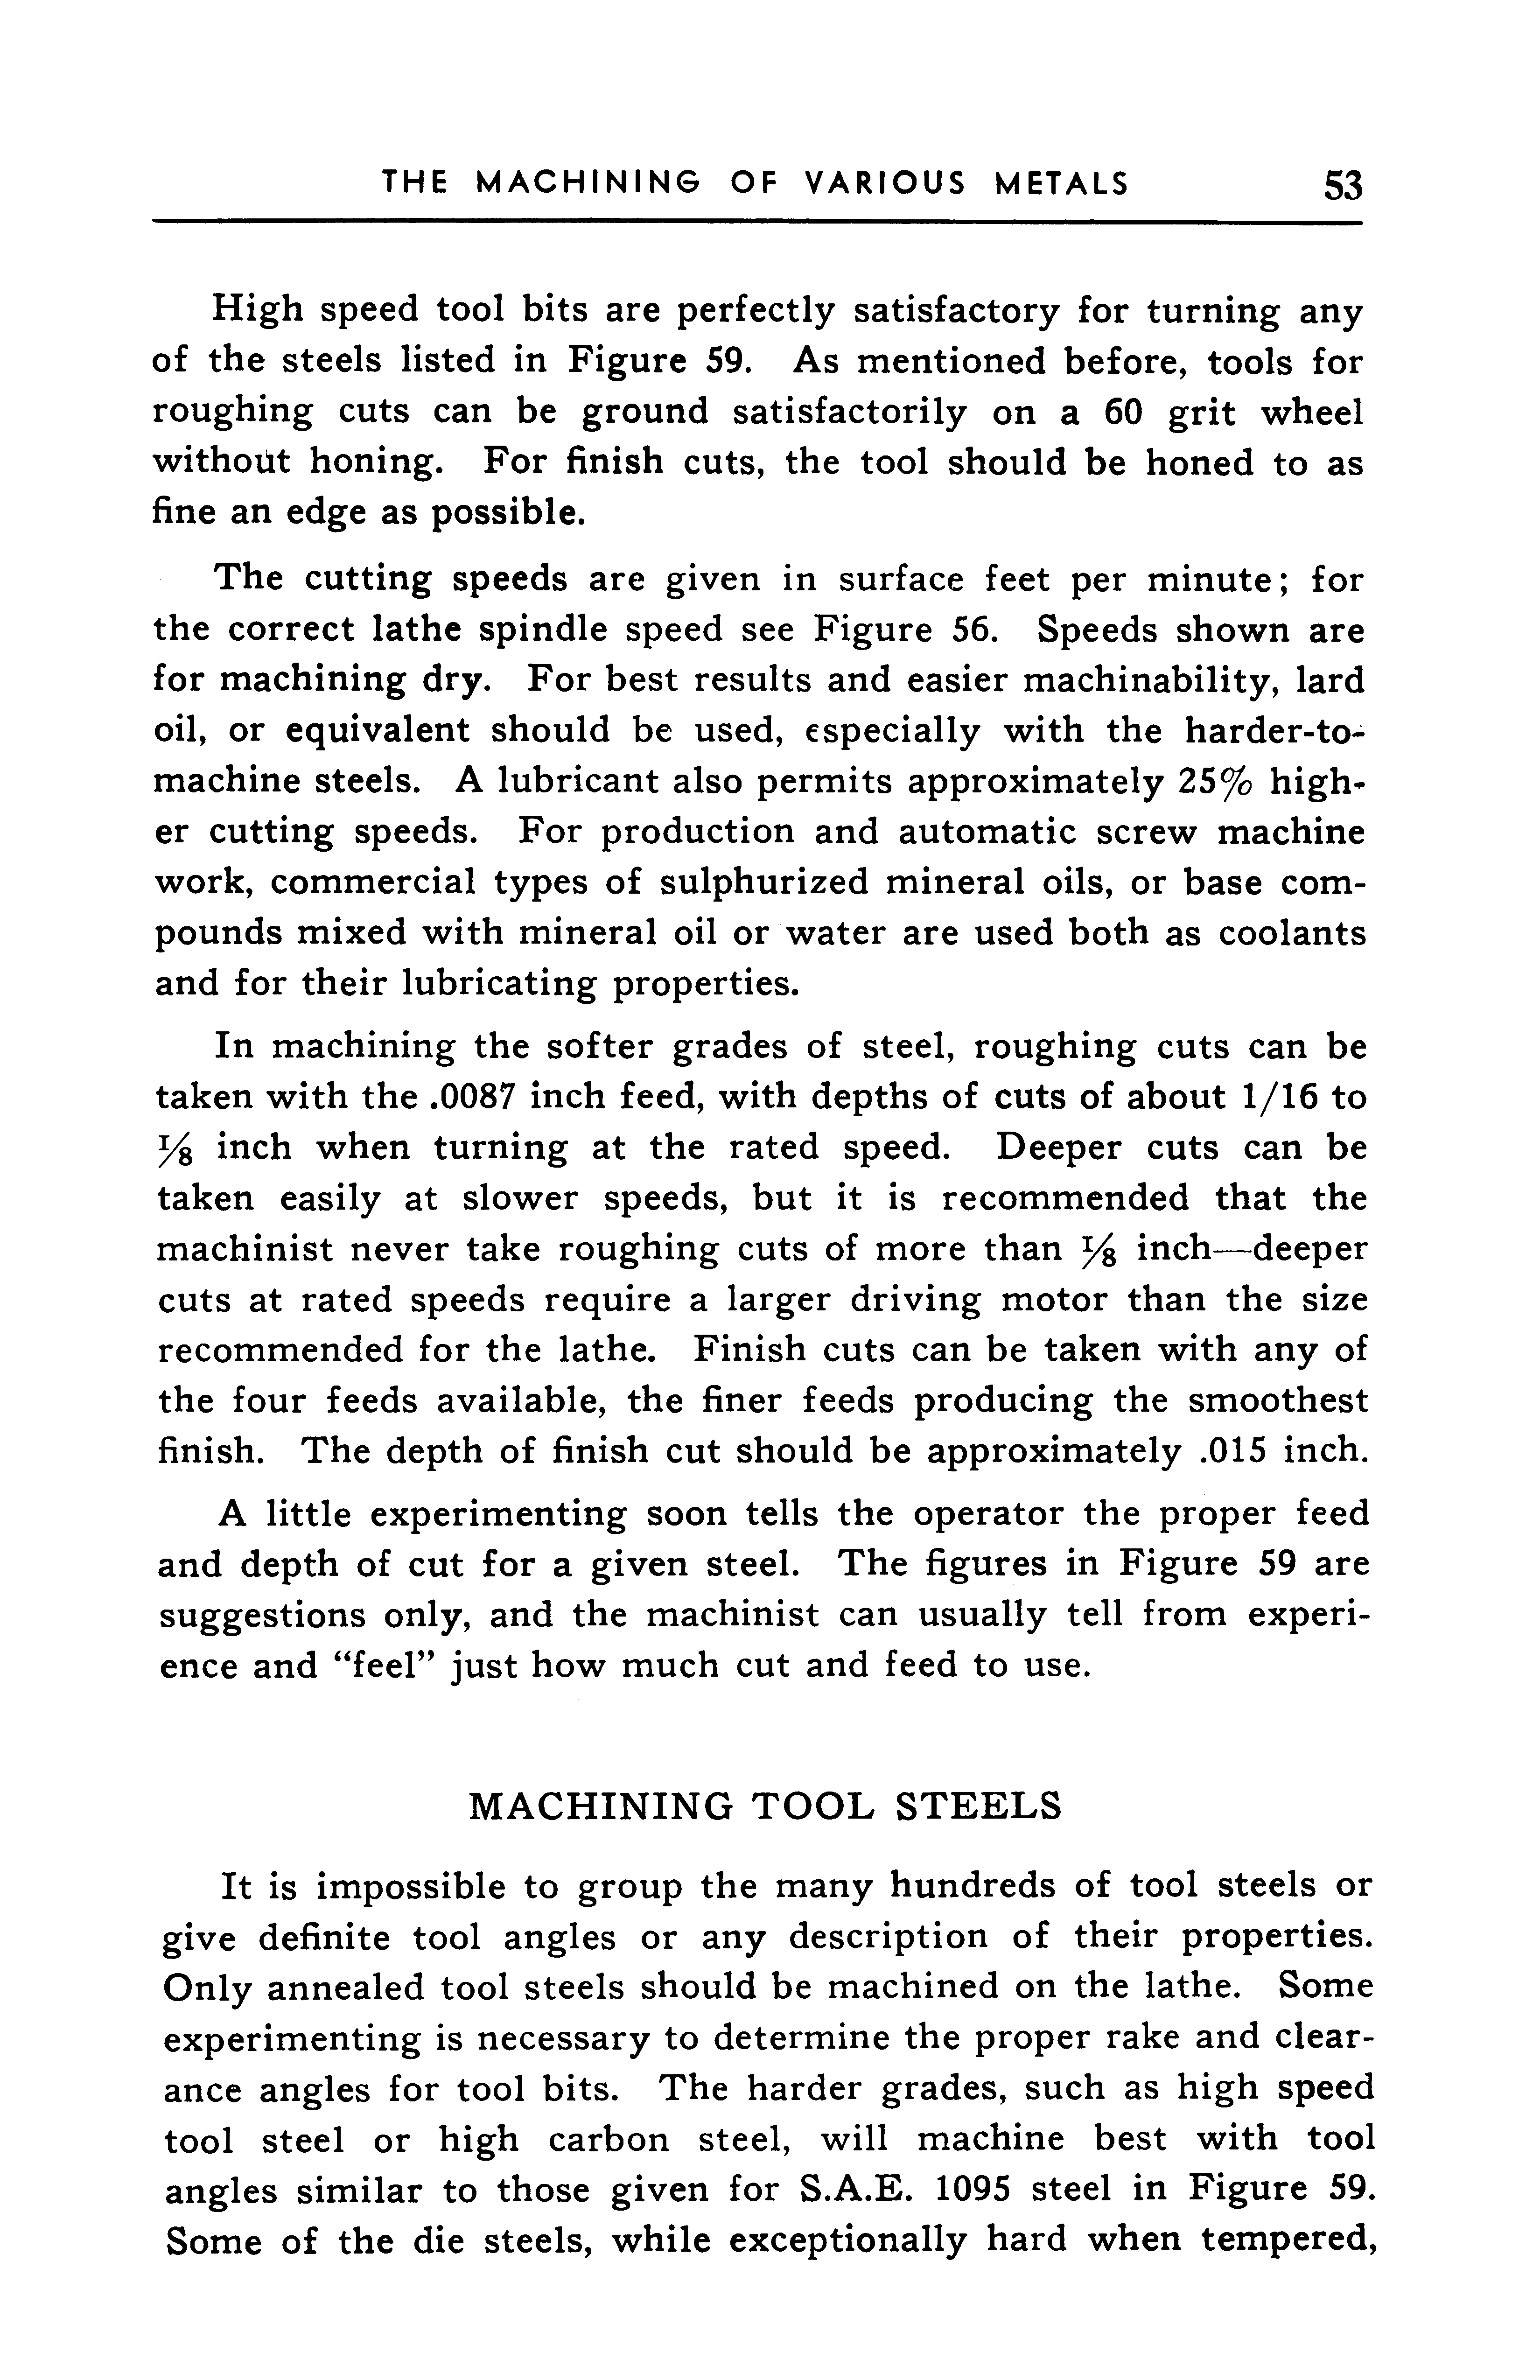 THE MACHINING OF VARIOUS METALS 53
High speed tool bits are perfectly satisfactory for turning any
of the steels listed in Figure 59. As mentioned before, tools for
roughing cuts can be ground satisfactorily on a 60 grit wheel
without honing. For finish cuts, the tool should be honed to as
fine an edge as possible.
The cutting speeds are given in surface feet per minute; for
the correct lathe spindle speed see Figure 56. Speeds shown are
for machining dry. For best results and easier machinability, lard
oil, or equivalent should be used, especially with the harder-to-
machine steels. A lubricant also permits approximately 25% high-
er cutting speeds. For production and automatic screw machine
work, commercial types of sulphurized mineral oils, or base com-
pounds mixed with mineral oil or water are used both as coolants
and for their lubricating properties.
In machining the softer grades of steel, roughing cuts can be
taken with the .0087 inch feed, with depths of cuts of about 1/16 to
⅛ inch when turning at the rated speed. Deeper cuts can be
taken easily at slower speeds, but it is recommended that the
machinist never take roughing cuts of more than ⅛ inch—deeper
cuts at rated speeds require a larger driving motor than the size
recommended for the lathe. Finish cuts can be taken with any of
the four feeds available, the finer feeds producing the smoothest
finish. The depth of finish cut should be approximately .015 inch.
A little experimenting soon tells the operator the proper feed
and depth of cut for a given steel. The figures in Figure 59 are
suggestions only, and the machinist can usually tell from experi-
ence and “feel” just how much cut and feed to use.
MACHINING TOOL STEELS
It is impossible to group the many hundreds of tool steels or
give definite tool angles or any description of their properties.
Only annealed tool steels should be machined on the lathe. Some
experimenting is necessary to determine the proper rake and clear-
ance angles for tool bits. The harder grades, such as high speed
tool steel or high carbon steel, will machine best with tool
angles similar to those given for S.A.E. 1095 steel in Figure 59.
Some of the die steels, while exceptionally hard when tempered,